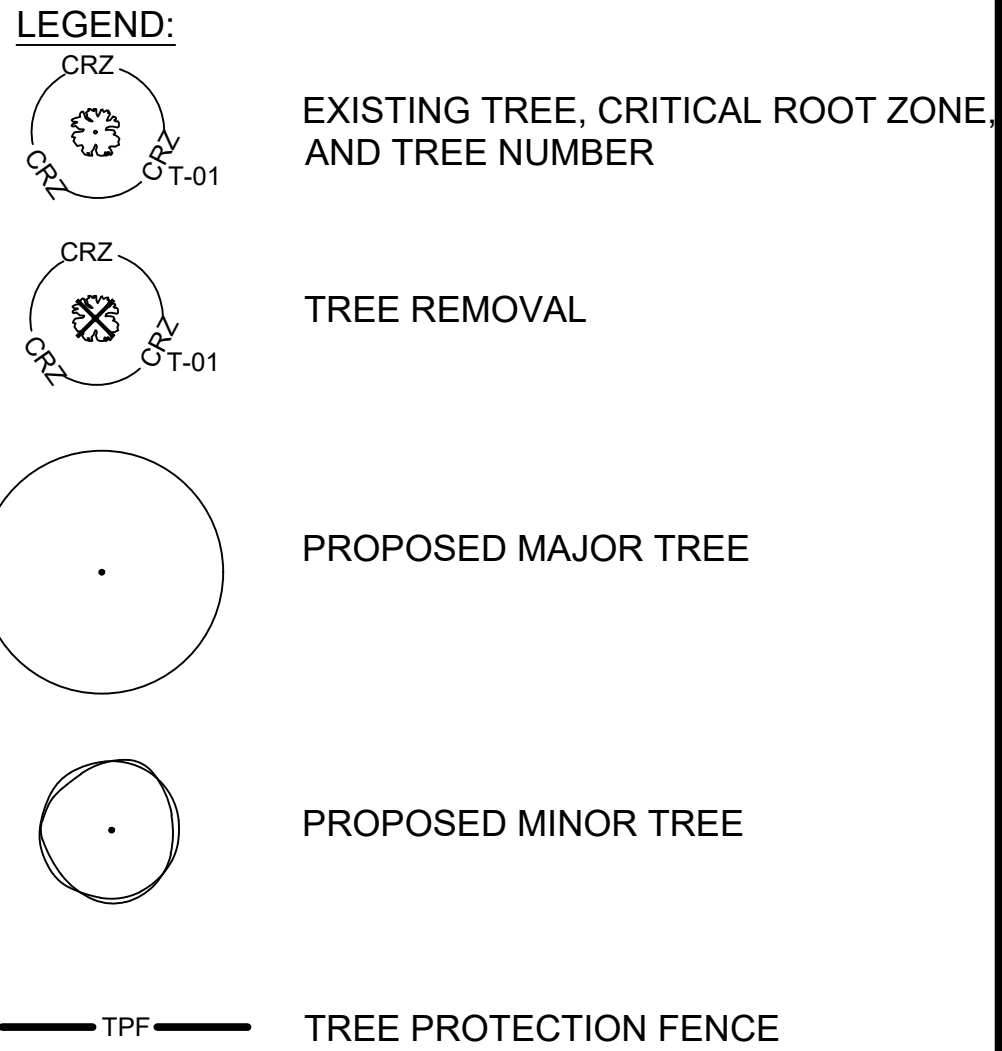 LEGEND:
CRZ
CRZ
CRZ
T-01
EXISTING TREE, CRITICAL ROOT ZONE,
AND TREE NUMBER
CRZ
CRZ
CRZ
T-01
TREE REMOVAL
PROPOSED MAJOR TREE
PROPOSED MINOR TREE
TPF
TREE PROTECTION FENCE